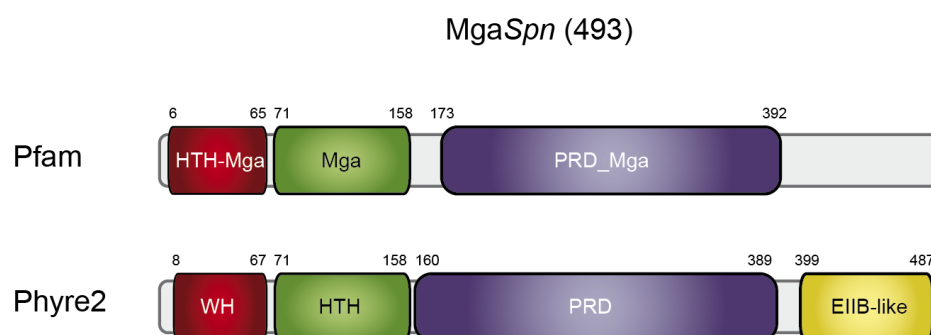 MgaSpn (493)
6 65 71 158 173 392
Pfam HTH-Mga Mga PRD_Mga
8 67 71 158 160 389 399 487
Phyre2 WH HTH PRD EIIB-like